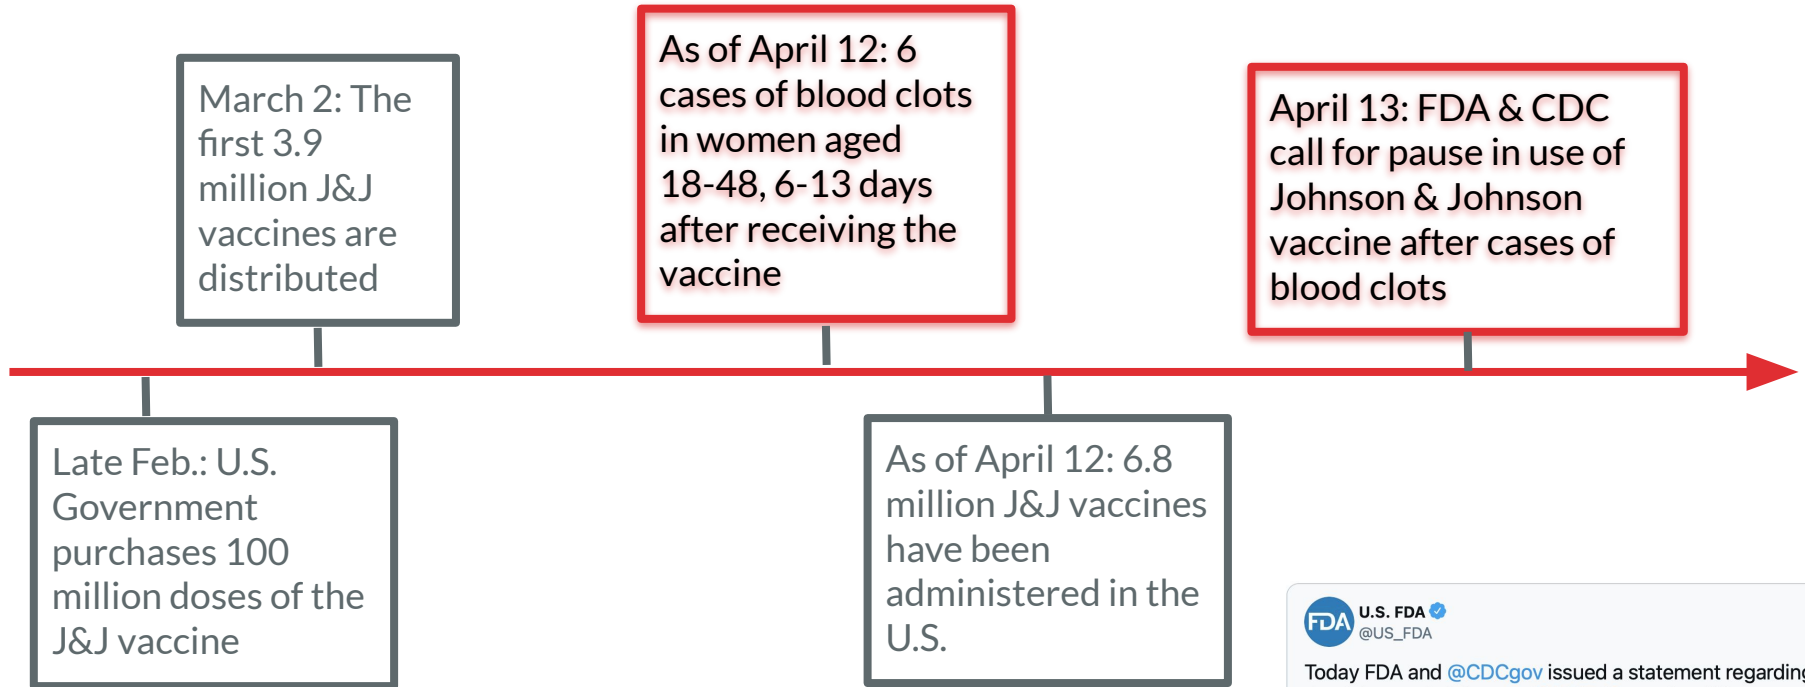 March 2: The
first 3.9
million J&J
vaccines are
distributed
As of April 12: 6
cases of blood clots
in women aged
18-48, 6-13 days
after receiving the
vaccine
April 13: FDA & CDC
call for pause in use of
Johnson & Johnson
vaccine after cases of
blood clots
Late Feb.: U.S.
Government
purchases 100
million doses of the
J&J vaccine
As of April 12: 6.8
million J&J vaccines
have been
administered in the
U.S.
FDA
U.S. FDA
@US_FDA
Today FDA and @CDCgov issued a statement regarding